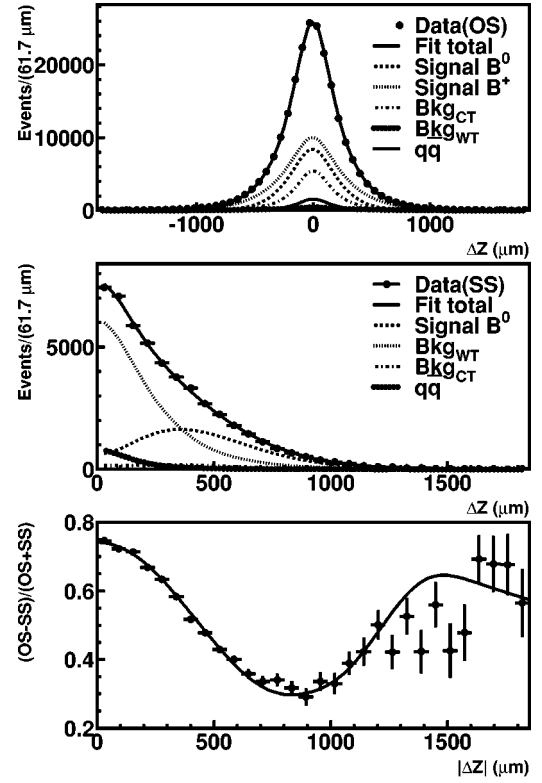 Events/(61.7 μm)
20000
10000
0
-1000
0
1000
ΔZ (μm)
Data(OS)
Fit total
Signal B⁰
Signal B⁺
Bkg_CT
Bkg_WT
qq̅
Events/(61.7 μm)
5000
0
0
500
1000
1500
ΔZ (μm)
Data(SS)
Fit total
Signal B⁰
Bkg_WT
Bkg_CT
qq̅
(OS-SS)/(OS+SS)
0.8
0.6
0.4
0.2
0
500
1000
1500
|ΔZ| (μm)